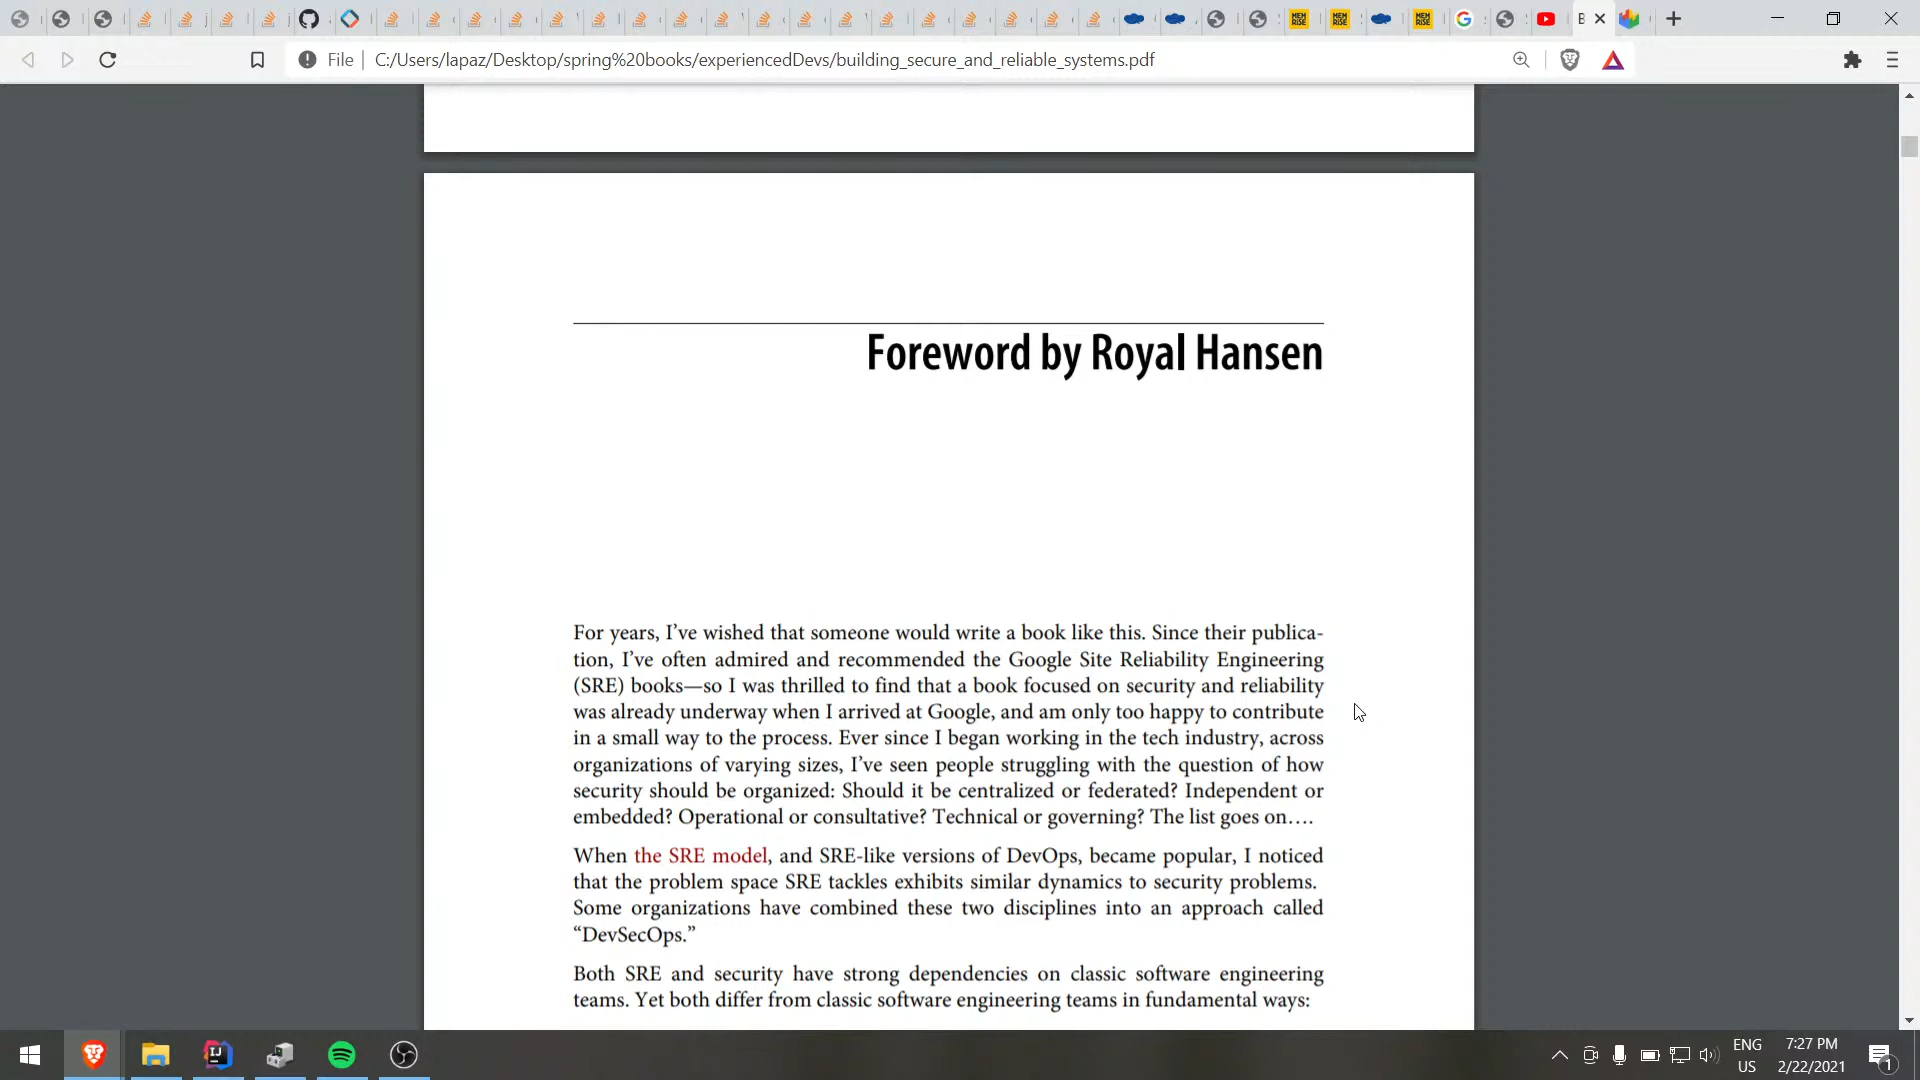 File
C:/Users/lapaz/Desktop/spring%20books/experiencedDevs/building_secure_and_reliable_systems.pdf
Foreword by Royal Hansen
For years, I’ve wished that someone would write a book like this. Since their publica-
tion, I’ve often admired and recommended the Google Site Reliability Engineering
(SRE) books—so I was thrilled to find that a book focused on security and reliability
was already underway when I arrived at Google, and am only too happy to contribute
in a small way to the process. Ever since I began working in the tech industry, across
organizations of varying sizes, I’ve seen people struggling with the question of how
security should be organized: Should it be centralized or federated? Independent or
embedded? Operational or consultative? Technical or governing? The list goes on….
When the SRE model, and SRE-like versions of DevOps, became popular, I noticed
that the problem space SRE tackles exhibits similar dynamics to security problems.
Some organizations have combined these two disciplines into an approach called
“DevSecOps.”
Both SRE and security have strong dependencies on classic software engineering
teams. Yet both differ from classic software engineering teams in fundamental ways:
ENG
US
7:27 PM
2/22/2021
1